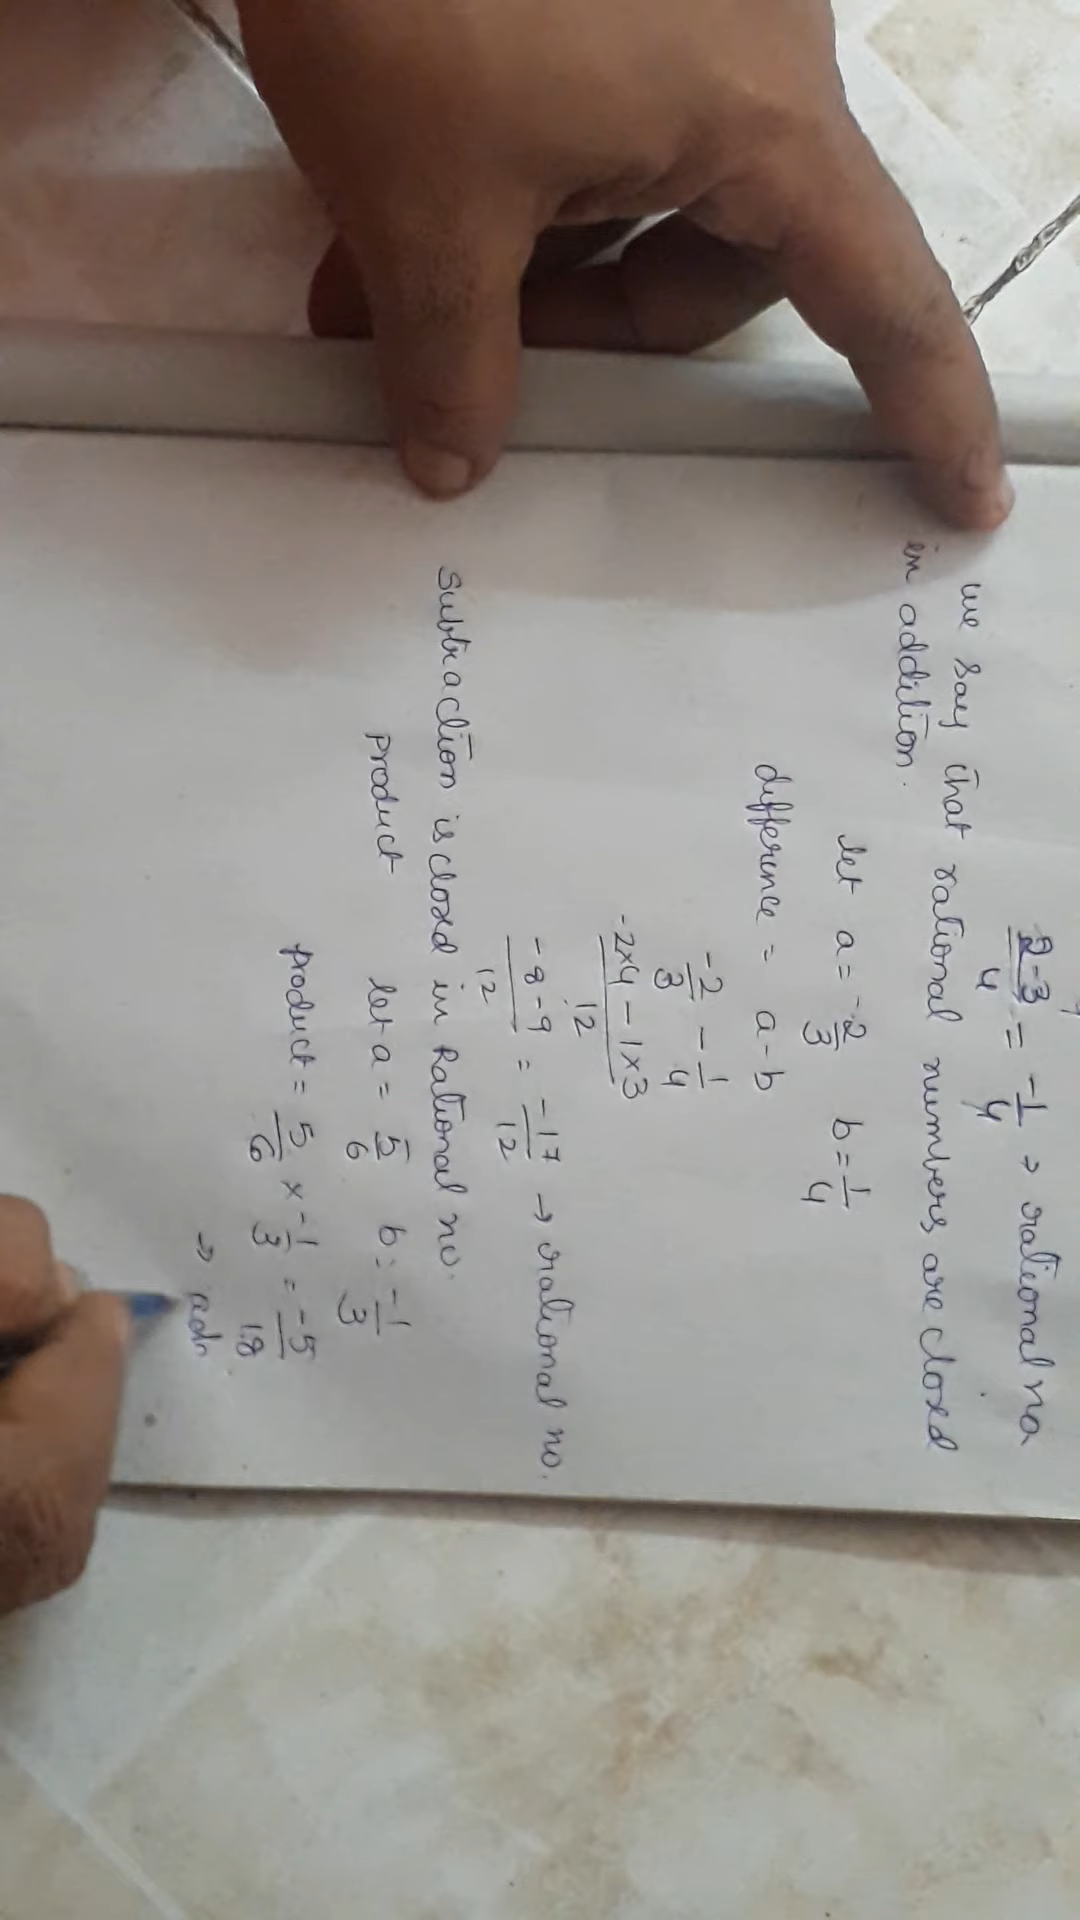 2-3/4 = -1/4 → rational no
we say that rational numbers are closed
in addition.
let a = -2/3 b = 1/4
difference = a - b
-2/3 - 1/4
-2×4 - 1×3/12
-8-9/12 = -17/12 → rational no.
Subtraction is closed in Rational no.
Product let a = 5/6 b = -1/3
Product = 5/6 × -1/3 = -5/18
→